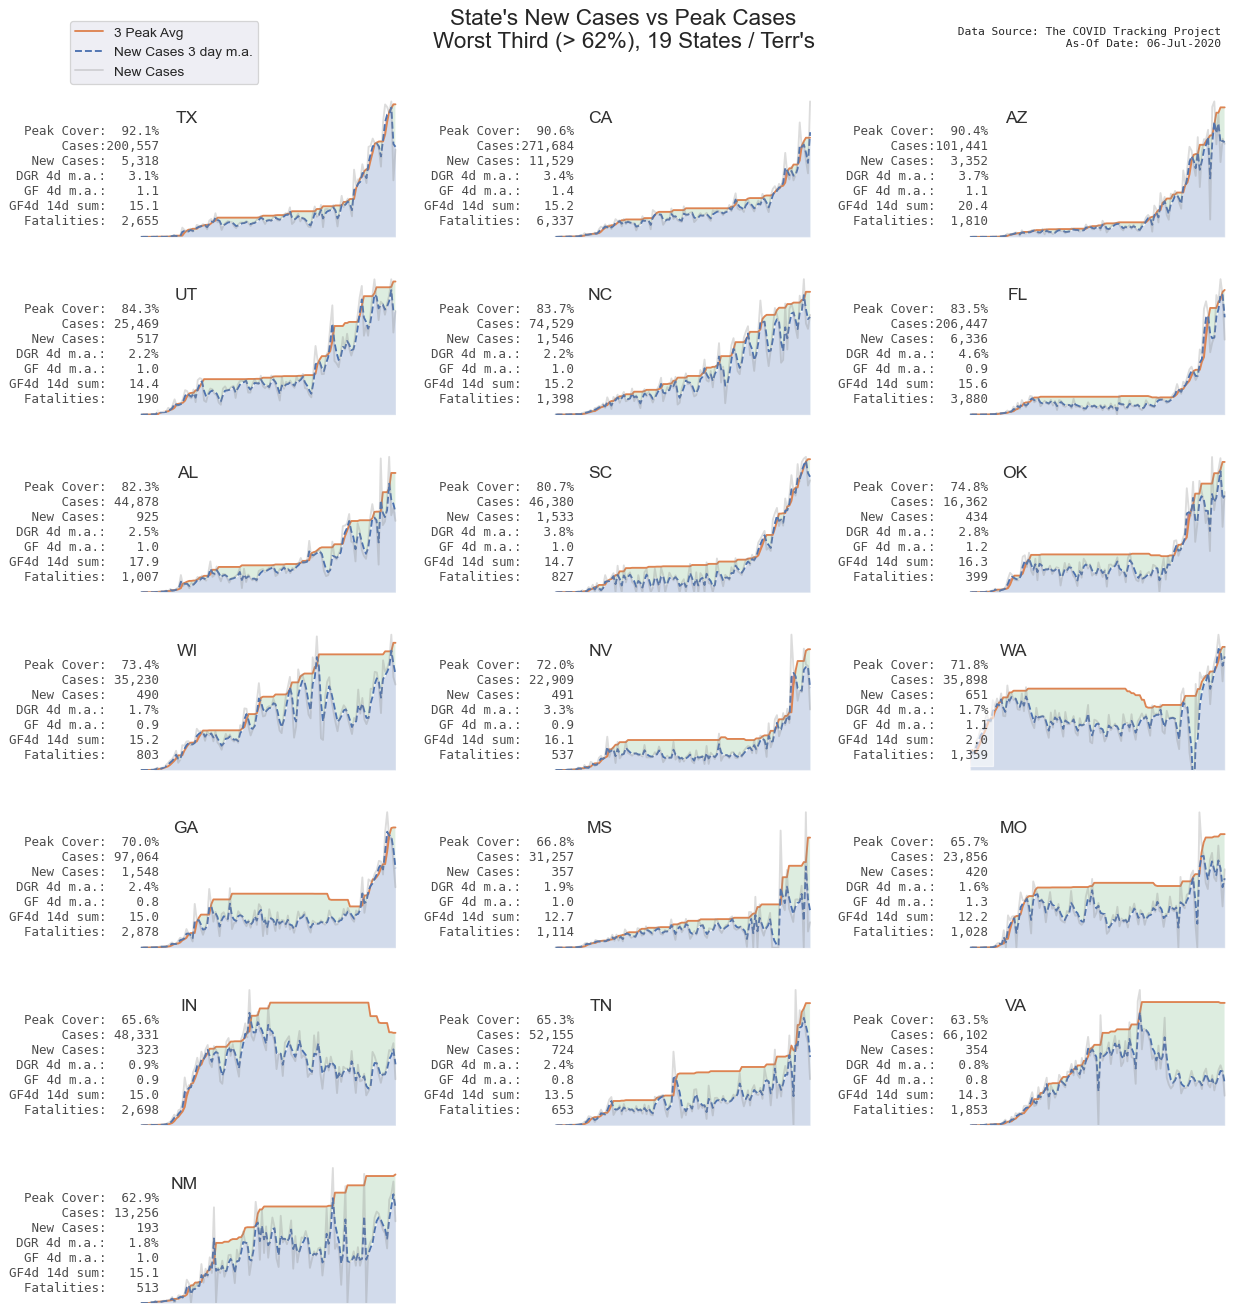 State's New Cases vs Peak Cases
Worst Third (> 62%), 19 States / Terr's
3 Peak Avg
New Cases 3 day m.a.
New Cases
Data Source: The COVID Tracking Project
As-Of Date: 06-Jul-2020
TX
Peak Cover: 92.1%
Cases:200,557
New Cases: 5,318
DGR 4d m.a.: 3.1%
GF 4d m.a.: 1.1
GF4d 14d sum: 15.1
Fatalities: 2,655
CA
Peak Cover: 90.6%
Cases:271,684
New Cases: 11,529
DGR 4d m.a.: 3.4%
GF 4d m.a.: 1.4
GF4d 14d sum: 15.2
Fatalities: 6,337
AZ
Peak Cover: 90.4%
Cases:101,441
New Cases: 3,352
DGR 4d m.a.: 3.7%
GF 4d m.a.: 1.1
GF4d 14d sum: 20.4
Fatalities: 1,810
UT
Peak Cover: 84.3%
Cases: 25,469
New Cases: 517
DGR 4d m.a.: 2.2%
GF 4d m.a.: 1.0
GF4d 14d sum: 14.4
Fatalities: 190
NC
Peak Cover: 83.7%
Cases: 74,529
New Cases: 1,546
DGR 4d m.a.: 2.2%
GF 4d m.a.: 1.0
GF4d 14d sum: 15.2
Fatalities: 1,398
FL
Peak Cover: 83.5%
Cases:206,447
New Cases: 6,336
DGR 4d m.a.: 4.6%
GF 4d m.a.: 0.9
GF4d 14d sum: 15.6
Fatalities: 3,880
AL
Peak Cover: 82.3%
Cases: 44,878
New Cases: 925
DGR 4d m.a.: 2.5%
GF 4d m.a.: 1.0
GF4d 14d sum: 17.9
Fatalities: 1,007
SC
Peak Cover: 80.7%
Cases: 46,380
New Cases: 1,533
DGR 4d m.a.: 3.8%
GF 4d m.a.: 1.0
GF4d 14d sum: 14.7
Fatalities: 827
OK
Peak Cover: 74.8%
Cases: 16,362
New Cases: 434
DGR 4d m.a.: 2.8%
GF 4d m.a.: 1.2
GF4d 14d sum: 16.3
Fatalities: 399
WI
Peak Cover: 73.4%
Cases: 35,230
New Cases: 490
DGR 4d m.a.: 1.7%
GF 4d m.a.: 0.9
GF4d 14d sum: 15.2
Fatalities: 803
NV
Peak Cover: 72.0%
Cases: 22,909
New Cases: 491
DGR 4d m.a.: 3.3%
GF 4d m.a.: 0.9
GF4d 14d sum: 16.1
Fatalities: 537
WA
Peak Cover: 71.8%
Cases: 35,898
New Cases: 651
DGR 4d m.a.: 1.7%
GF 4d m.a.: 1.1
GF4d 14d sum: 2.0
Fatalities: 1,359
GA
Peak Cover: 70.0%
Cases: 97,064
New Cases: 1,548
DGR 4d m.a.: 2.4%
GF 4d m.a.: 0.8
GF4d 14d sum: 15.0
Fatalities: 2,878
MS
Peak Cover: 66.8%
Cases: 31,257
New Cases: 357
DGR 4d m.a.: 1.9%
GF 4d m.a.: 1.0
GF4d 14d sum: 12.7
Fatalities: 1,114
MO
Peak Cover: 65.7%
Cases: 23,856
New Cases: 420
DGR 4d m.a.: 1.6%
GF 4d m.a.: 1.3
GF4d 14d sum: 12.2
Fatalities: 1,028
IN
Peak Cover: 65.6%
Cases: 48,331
New Cases: 323
DGR 4d m.a.: 0.9%
GF 4d m.a.: 0.9
GF4d 14d sum: 15.0
Fatalities: 2,698
TN
Peak Cover: 65.3%
Cases: 52,155
New Cases: 724
DGR 4d m.a.: 2.4%
GF 4d m.a.: 0.8
GF4d 14d sum: 13.5
Fatalities: 653
VA
Peak Cover: 63.5%
Cases: 66,102
New Cases: 354
DGR 4d m.a.: 0.8%
GF 4d m.a.: 0.8
GF4d 14d sum: 14.3
Fatalities: 1,853
NM
Peak Cover: 62.9%
Cases: 13,256
New Cases: 193
DGR 4d m.a.: 1.8%
GF 4d m.a.: 1.0
GF4d 14d sum: 15.1
Fatalities: 513